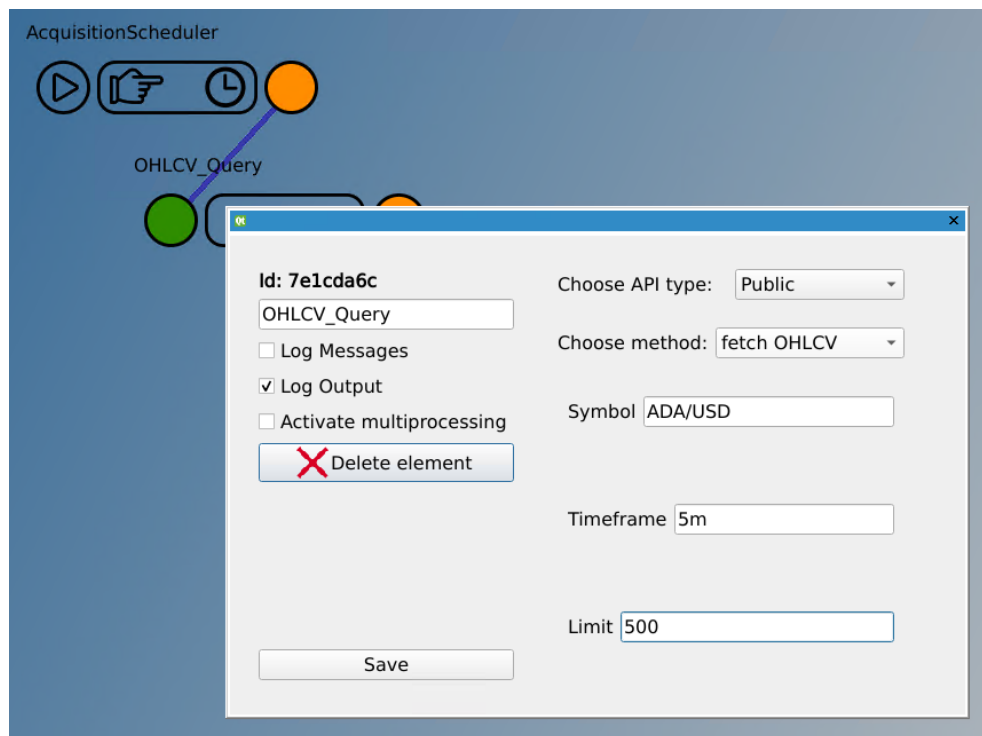 AcquisitionScheduler
OHLCV_Query
Id: 7e1cda6c
OHLCV_Query
Log Messages
Log Output
Activate multiprocessing
Delete element
Save
Choose API type: Public
Choose method: fetch OHLCV
Symbol ADA/USD
Timeframe 5m
Limit 500